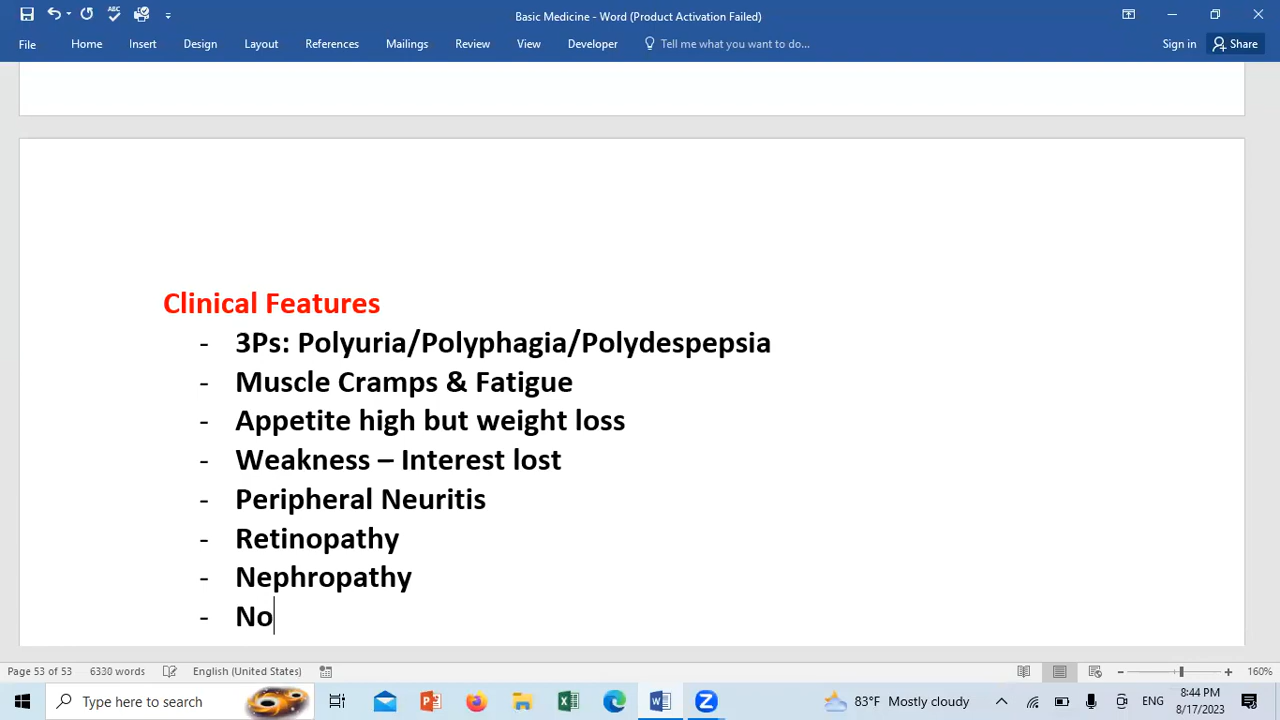 Basic Medicine - Word (Product Activation Failed)
File Home Insert Design Layout References Mailings Review View Developer Tell me what you want to do... Sign in Share
Clinical Features
- 3Ps: Polyuria/Polyphagia/Polydespepsia
- Muscle Cramps & Fatigue
- Appetite high but weight loss
- Weakness – Interest lost
- Peripheral Neuritis
- Retinopathy
- Nephropathy
- No
Page 53 of 53 6330 words English (United States) 160%
Type here to search 83°F Mostly cloudy ENG 8:44 PM
8/17/2023